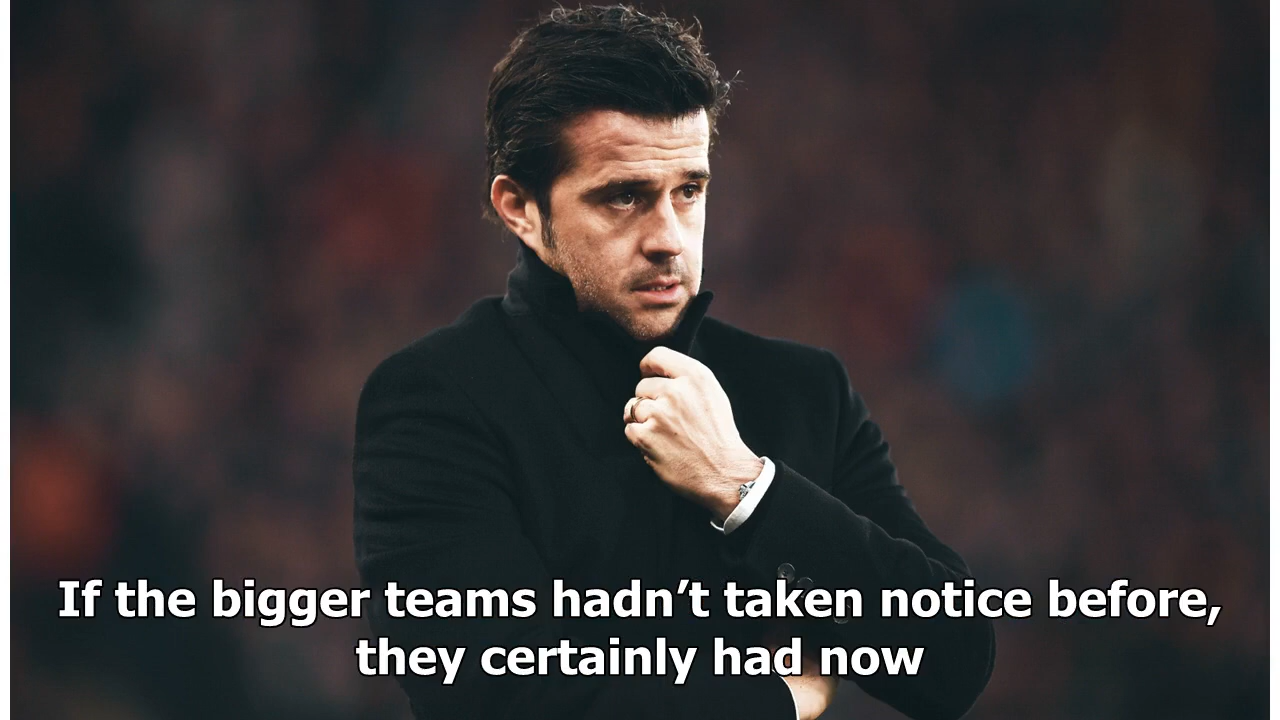 If the bigger teams hadn’t taken notice before,
they certainly had now